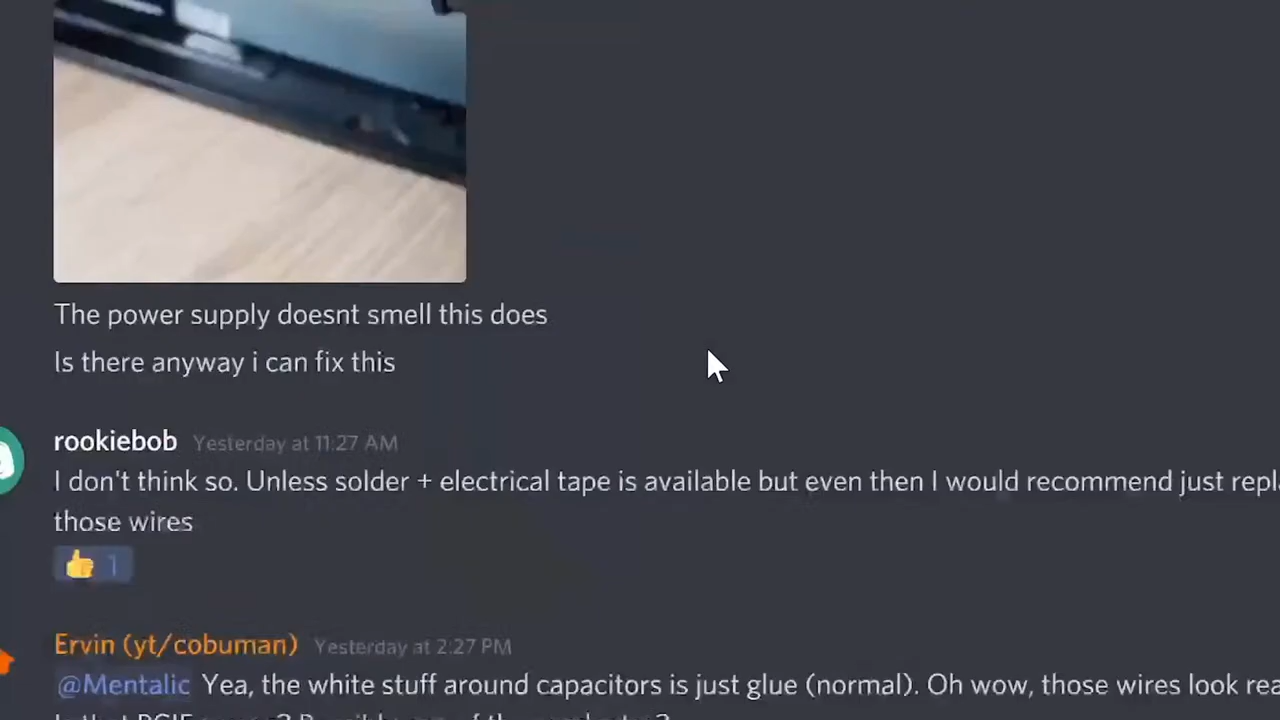 The power supply doesnt smell this does
Is there anyway i can fix this
rookiebob Yesterday at 11:27 AM
I don't think so. Unless solder + electrical tape is available but even then I would recommend just
those wires
👍 1
Ervin (yt/cobuman) Yesterday at 2:27 PM
@Mentalic Yea, the white stuff around capacitors is just glue (normal). Oh wow, those wires look